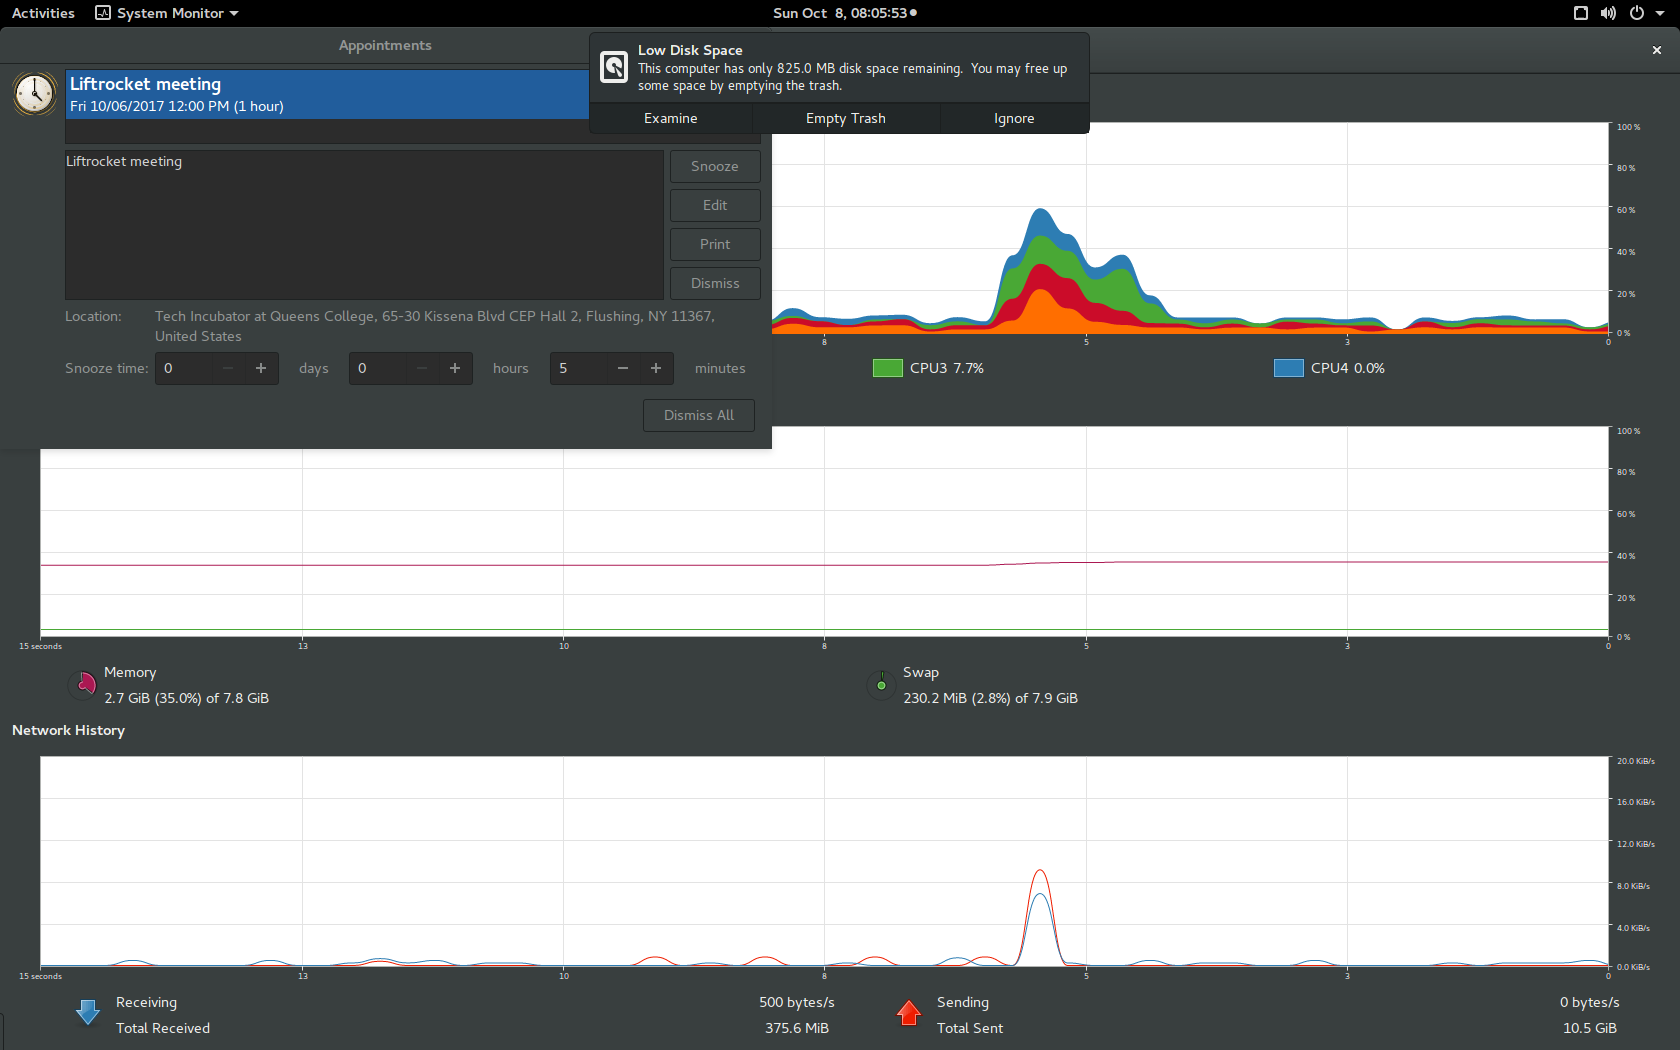 Activities System Monitor Sun Oct 8, 08:05:53
Appointments
Low Disk Space
This computer has only 825.0 MB disk space remaining. You may free up
some space by emptying the trash.
Examine Empty Trash Ignore
Liftrocket meeting
Fri 10/06/2017 12:00 PM (1 hour)
Liftrocket meeting
Snooze
Edit
Print
Dismiss
Location: Tech Incubator at Queens College, 65-30 Kissena Blvd CEP Hall 2, Flushing, NY 11367,
United States
Snooze time: 0 days 0 hours 5 minutes
Dismiss All
100 %
80 %
60 %
40 %
20 %
0 %
8 5 3 0
CPU3 7.7% CPU4 0.0%
100 %
80 %
60 %
40 %
20 %
0 %
15 seconds 13 10 8 5 3 0
Memory
2.7 GiB (35.0%) of 7.8 GiB
Swap
230.2 MiB (2.8%) of 7.9 GiB
Network History
20.0 KiB/s
16.0 KiB/s
12.0 KiB/s
8.0 KiB/s
4.0 KiB/s
0.0 KiB/s
15 seconds 13 10 8 5 3 0
Receiving 500 bytes/s
Total Received 375.6 MiB
Sending 0 bytes/s
Total Sent 10.5 GiB